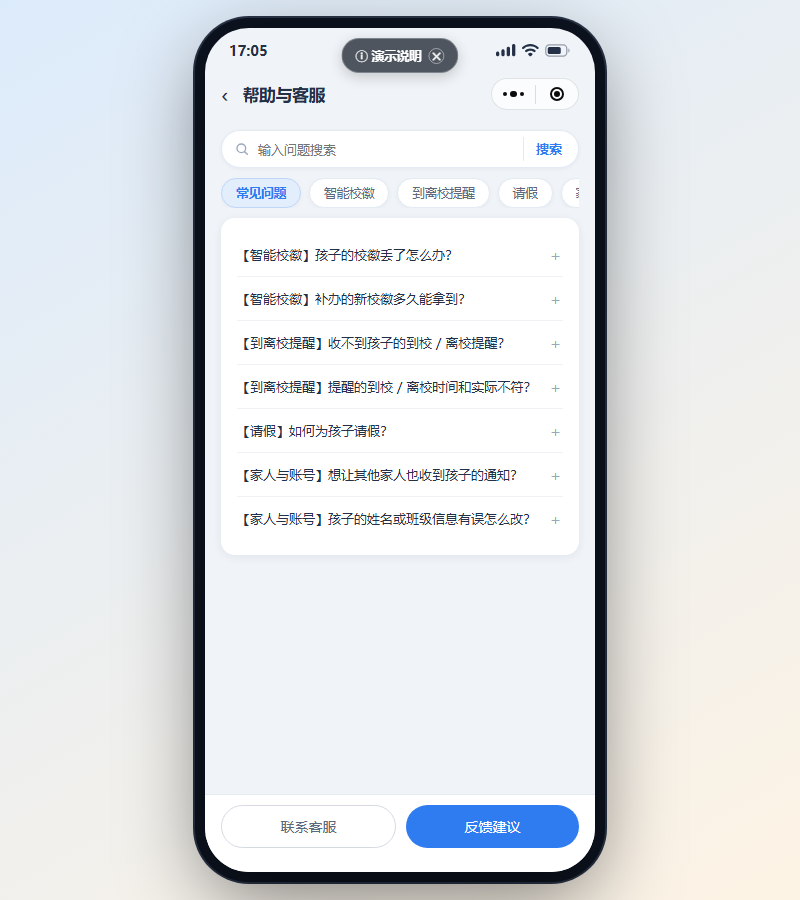 17:05
演示说明
帮助与客服
输入问题搜索
搜索
常见问题
智能校徽
到离校提醒
请假
【智能校徽】孩子的校徽丢了怎么办?
【智能校徽】补办的新校徽多久能拿到?
【到离校提醒】收不到孩子的到校 / 离校提醒?
【到离校提醒】提醒的到校 / 离校时间和实际不符?
【请假】如何为孩子请假?
【家人与账号】想让其他家人也收到孩子的通知?
【家人与账号】孩子的姓名或班级信息有误怎么改?
联系客服
反馈建议